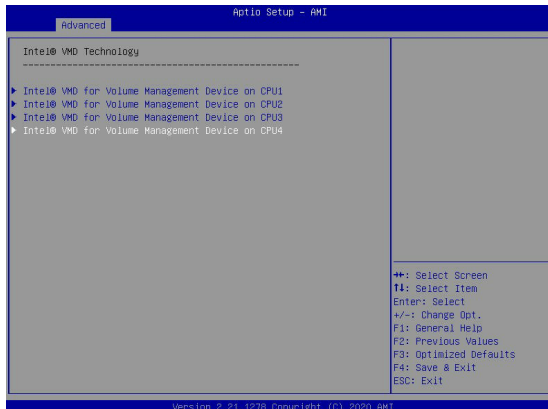 Aptio Setup - AMI
Advanced
Intel® VMD Technology
--------------------------------------------------
Intel® VMD for Volume Management Device on CPU1
Intel® VMD for Volume Management Device on CPU2
Intel® VMD for Volume Management Device on CPU3
Intel® VMD for Volume Management Device on CPU4
→←: Select Screen
↑↓: Select Item
Enter: Select
+/-: Change Opt.
F1: General Help
F2: Previous Values
F3: Optimized Defaults
F4: Save & Exit
ESC: Exit
Version 2.21.1278 Copyright (C) 2020 AMI